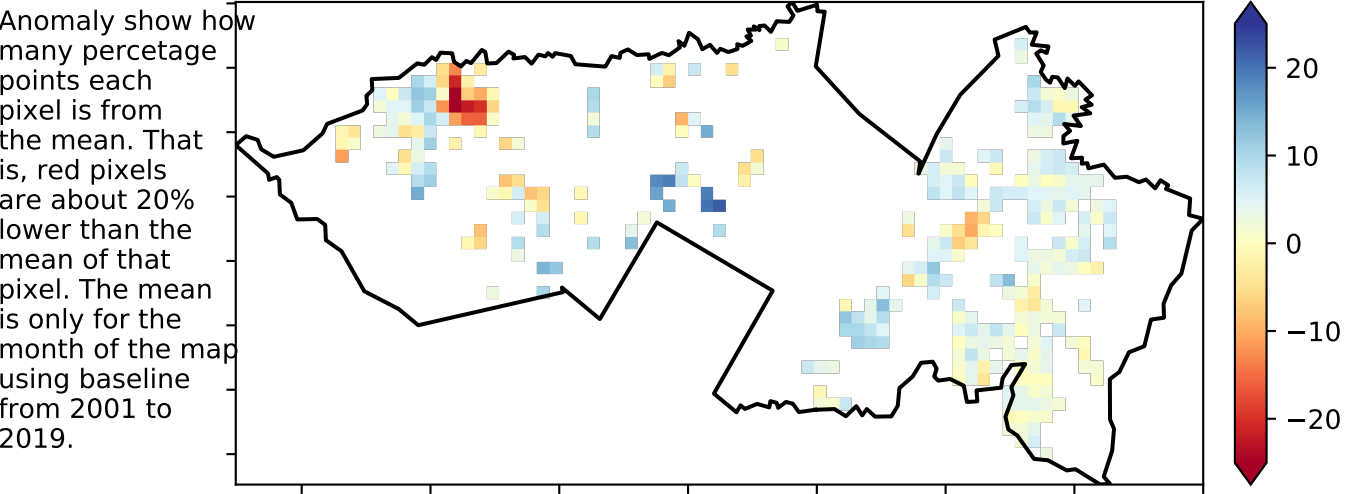 Anomaly show how
many percetage
points each
pixel is from
the mean. That
is, red pixels
are about 20%
lower than the
mean of that
pixel. The mean
is only for the
month of the map
using baseline
from 2001 to
2019.
20
10
0
−10
−20